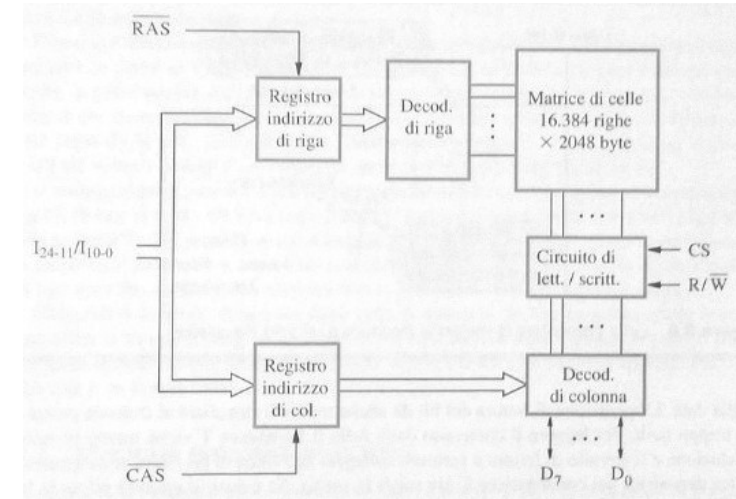 RAS
Registro
indirizzo
di riga
Decod.
di riga
Matrice di celle
16.384 righe
× 2048 byte
I24-11/I10-0
Circuito di
lett. / scritt.
CS
R/W
Registro
indirizzo
di col.
Decod.
di colonna
CAS
D7
D0